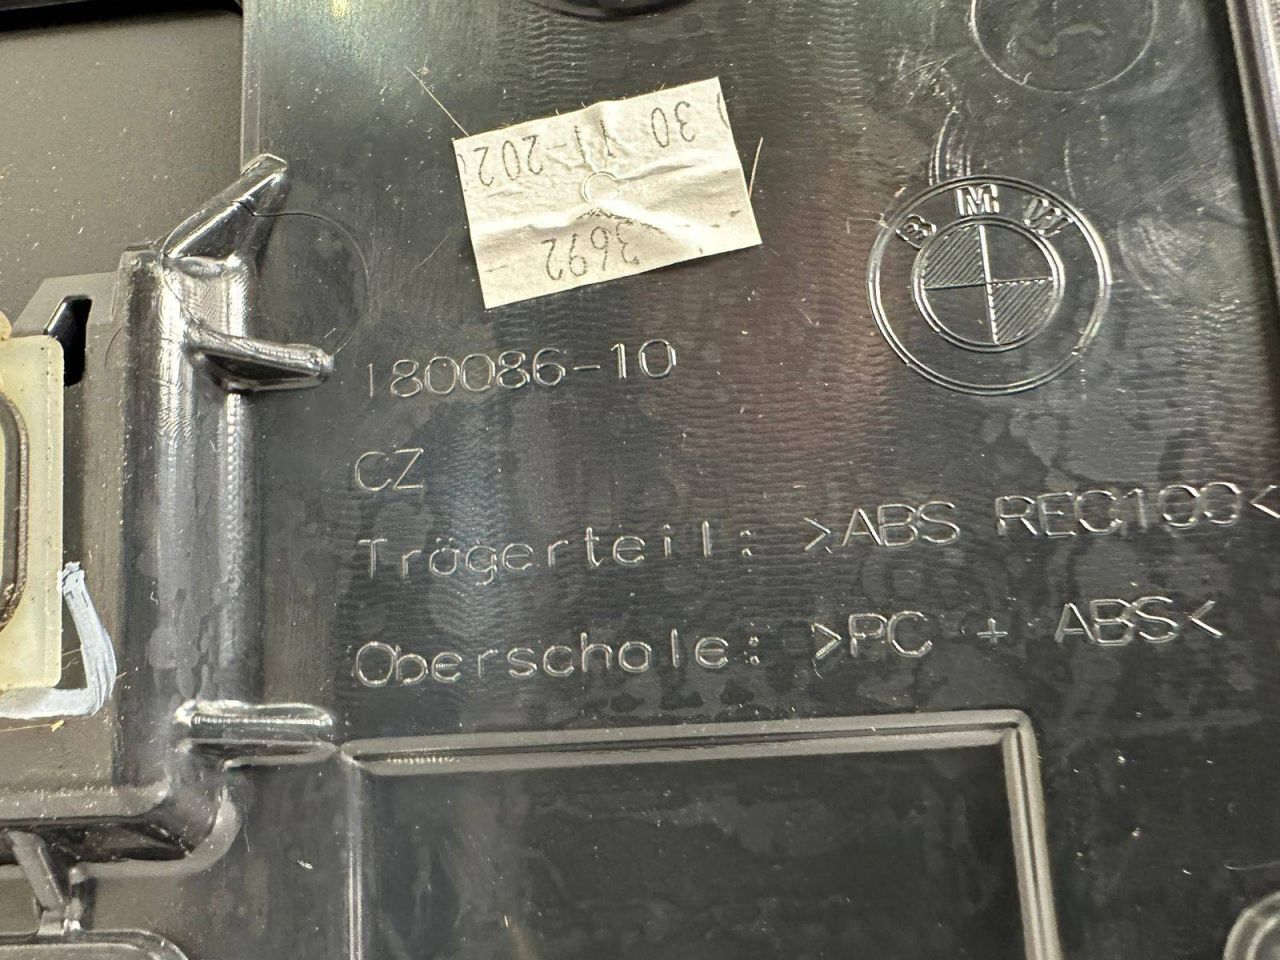 30 11-202
3692
BMW
180086-10
CZ
Trägerteil: >ABS REC100<
Oberschale: >PC + ABS<